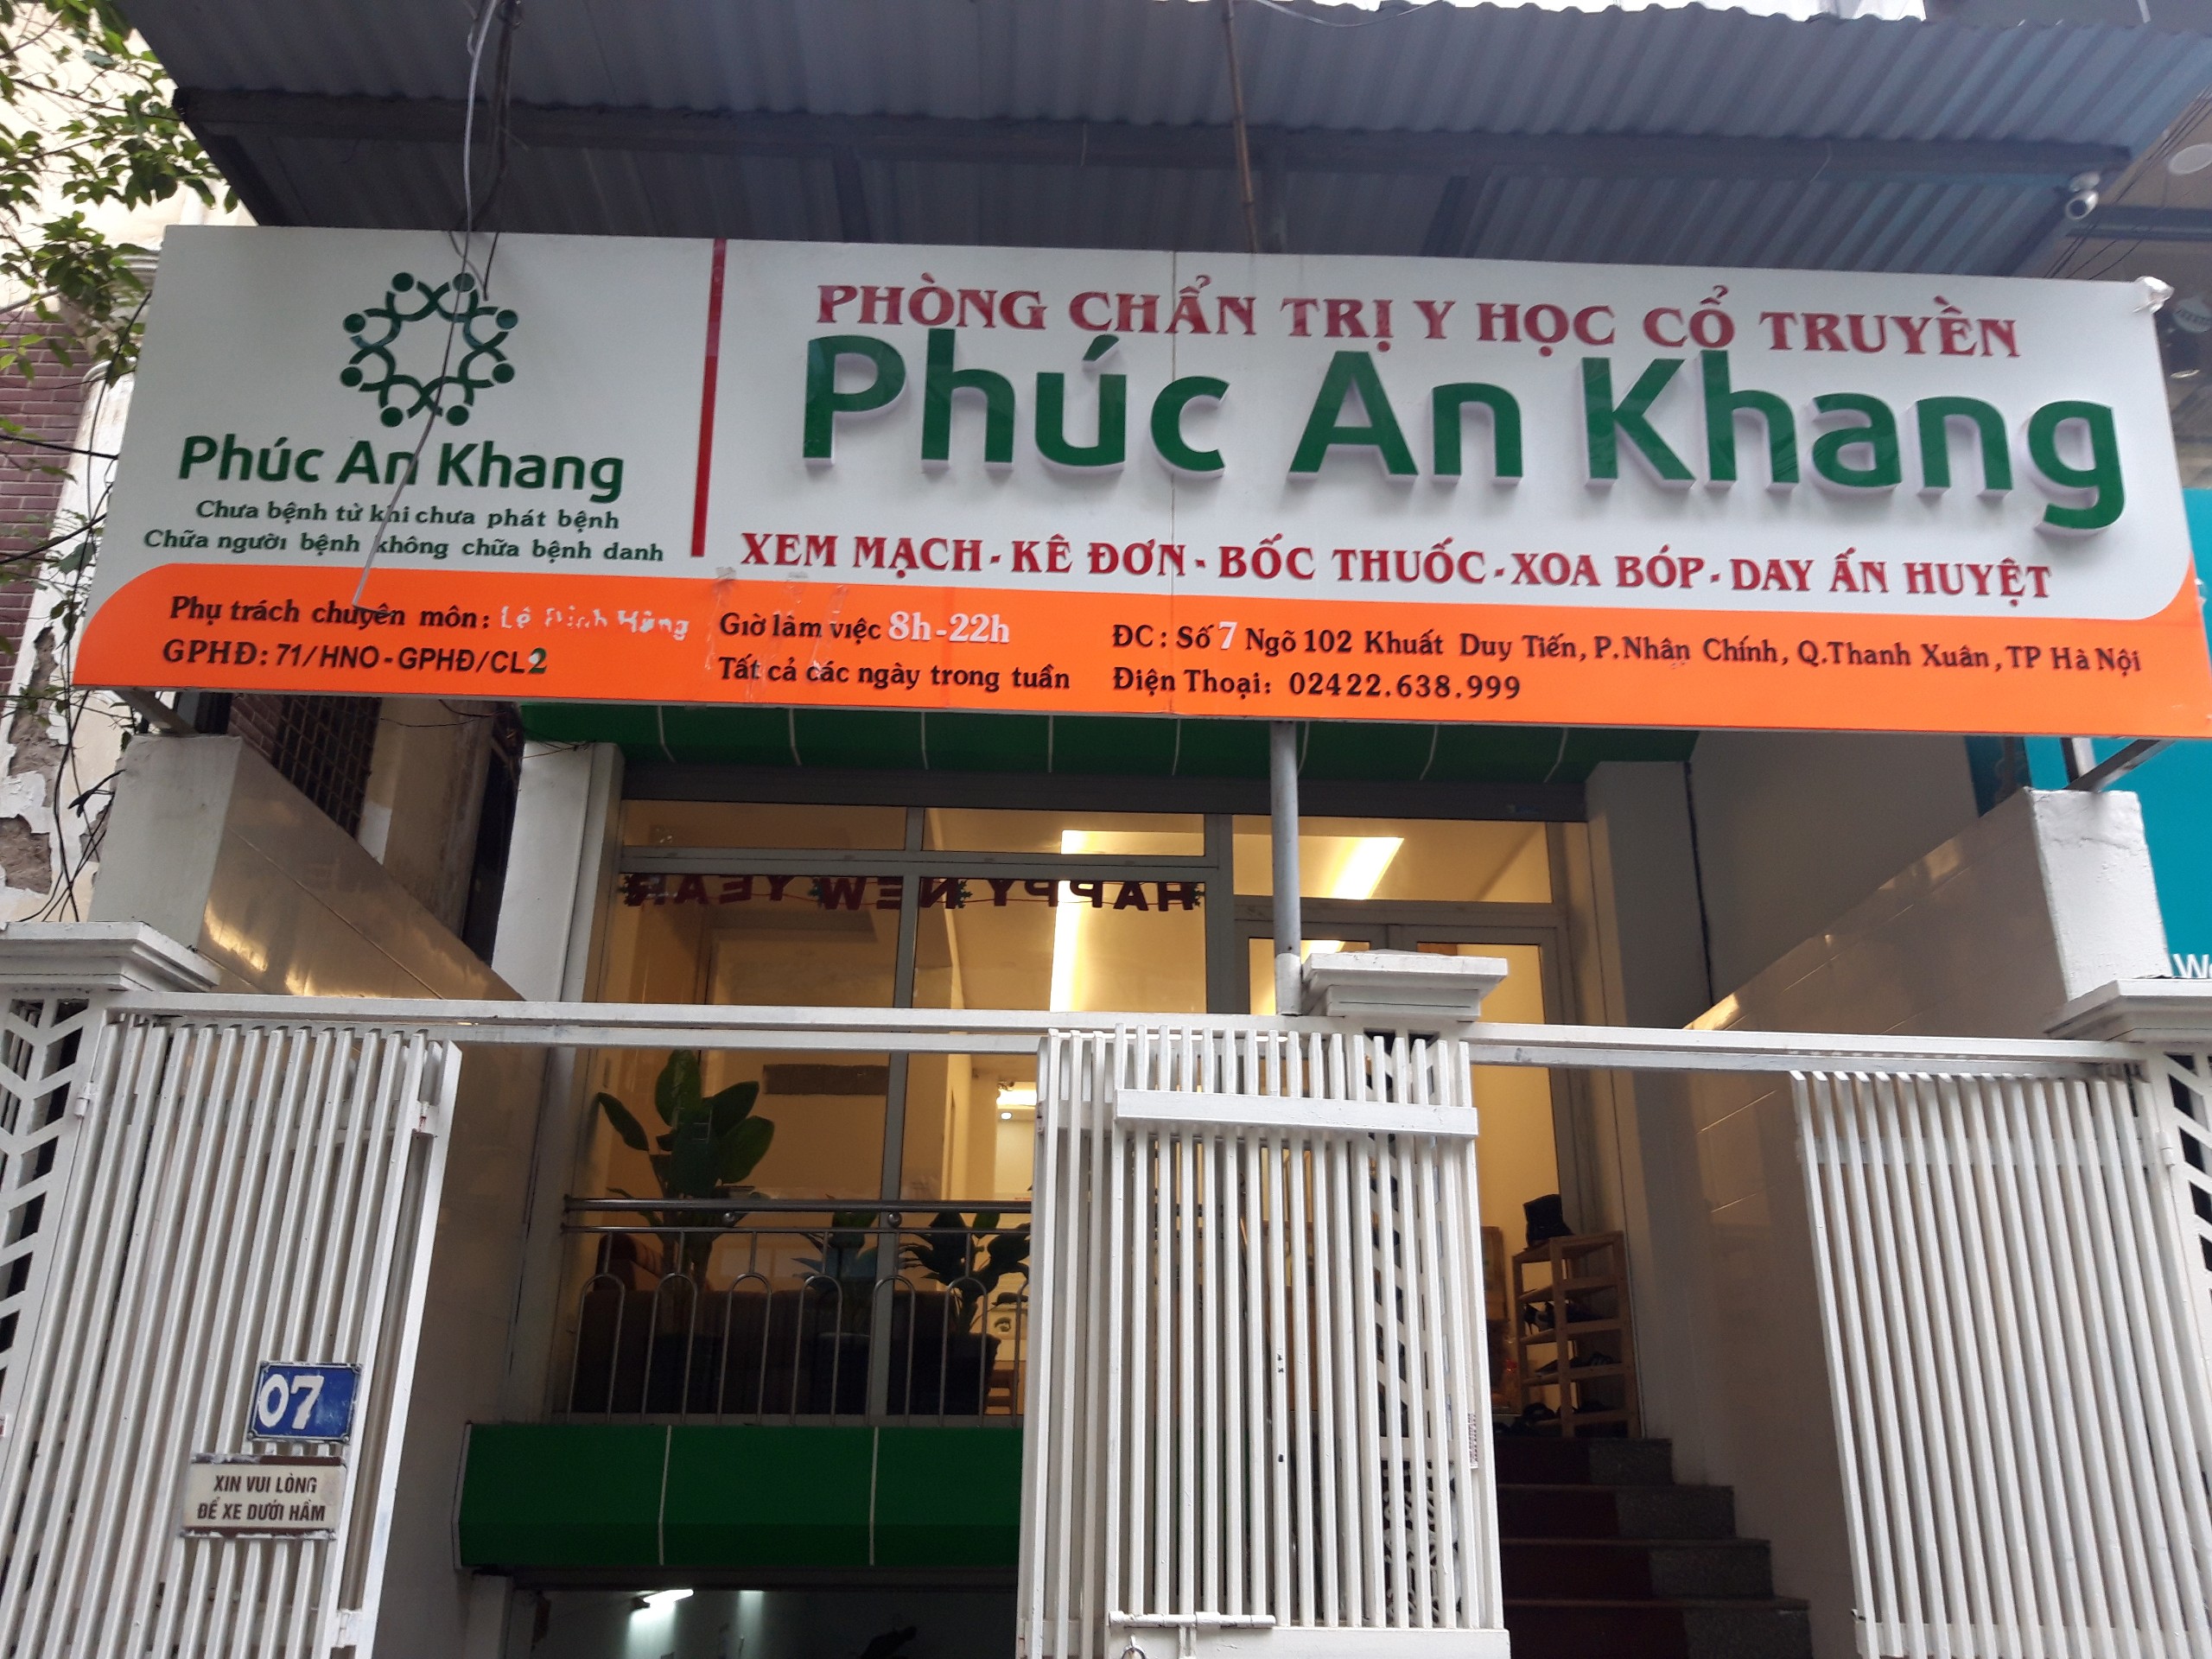 Phúc An Khang
Chưa bệnh từ khi chưa phát bệnh
Chữa người bệnh không chữa bệnh danh
PHÒNG CHẨN TRỊ Y HỌC CỔ TRUYỀN
Phúc An Khang
XEM MẠCH - KÊ ĐƠN - BỐC THUỐC - XOA BÓP - DAY ẤN HUYỆT
Phụ trách chuyên môn:
GPHĐ: 71/HNO-GPHĐ/CL2
Giờ làm việc 8h-22h
Tất cả các ngày trong tuần
ĐC: Số 7 Ngõ 102 Khuất Duy Tiến, P.Nhân Chính, Q.Thanh Xuân, TP Hà Nội
Điện Thoại: 02422.638.999
HAPPY NEW YEAR
07
XIN VUI LÒNG
ĐỂ XE DƯỚI HẦM